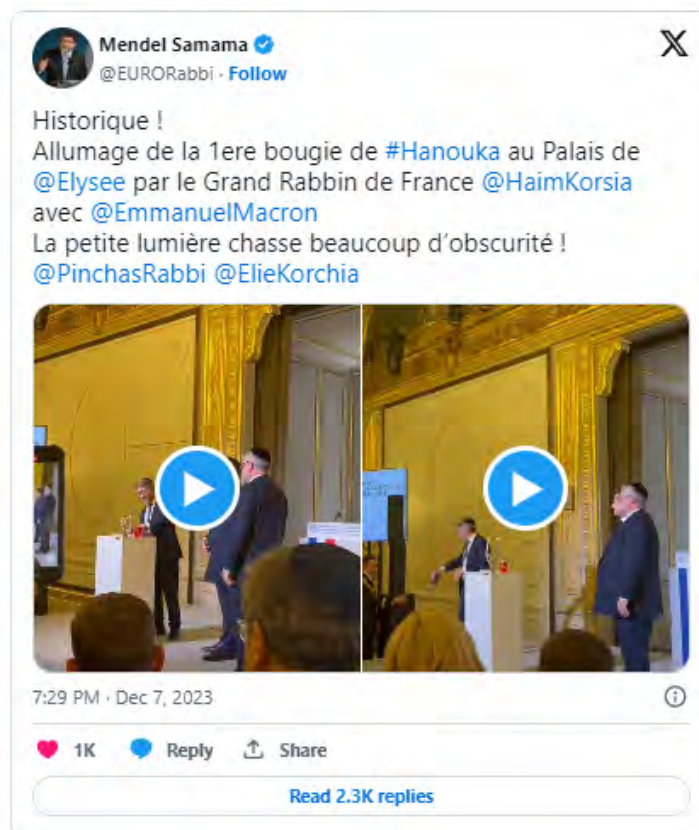 Mendel Samama
@EURORabbi · Follow
Historique !
Allumage de la 1ere bougie de #Hanouka au Palais de
@Elysee par le Grand Rabbin de France @HaimKorsia
avec @EmmanuelMacron
La petite lumière chasse beaucoup d’obscurité !
@PinchasRabbi @ElieKorchia
7:29 PM · Dec 7, 2023
1K Reply Share
Read 2.3K replies